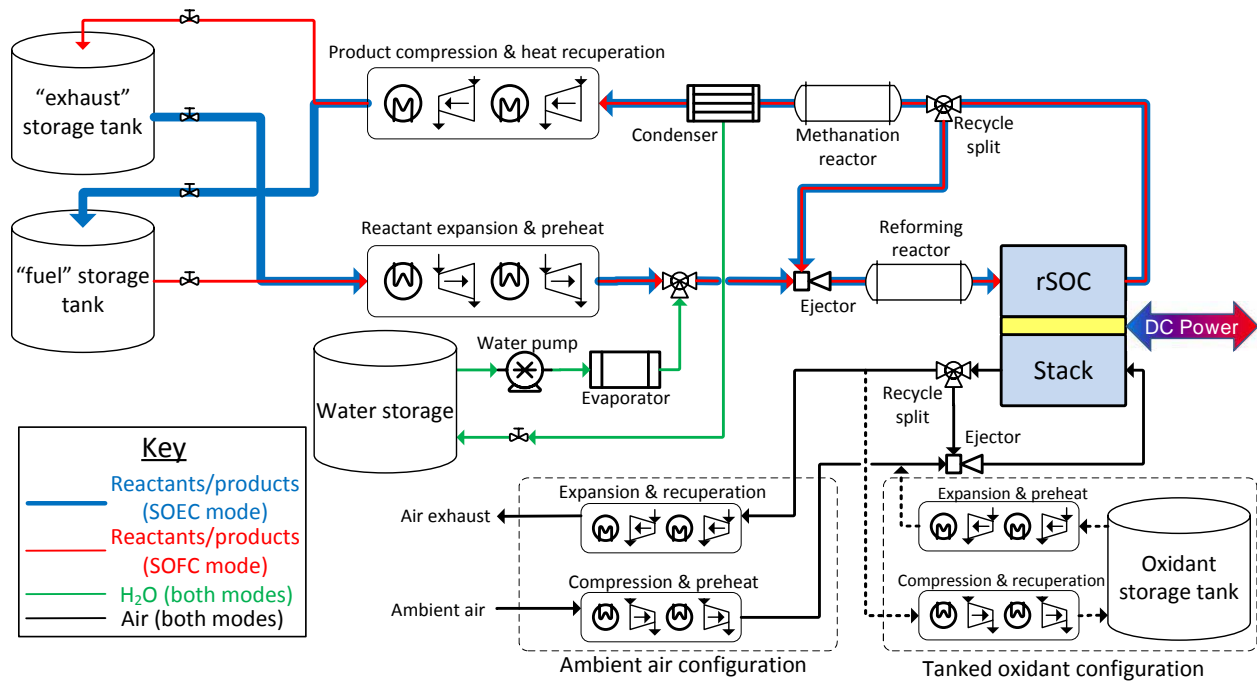 Product compression & heat recuperation
“exhaust”
storage tank
Condenser
Methanation
reactor
Recycle
split
“fuel” storage
tank
Reactant expansion & preheat
Reforming
reactor
Ejector
rSOC
DC Power
Stack
Water pump
Evaporator
Water storage
Recycle
split
Ejector
Key
Reactants/products
(SOEC mode)
Reactants/products
(SOFC mode)
H₂O (both modes)
Air (both modes)
Expansion & recuperation
Air exhaust
Compression & preheat
Ambient air
Ambient air configuration
Expansion & preheat
Compression & recuperation
Oxidant
storage tank
Tanked oxidant configuration